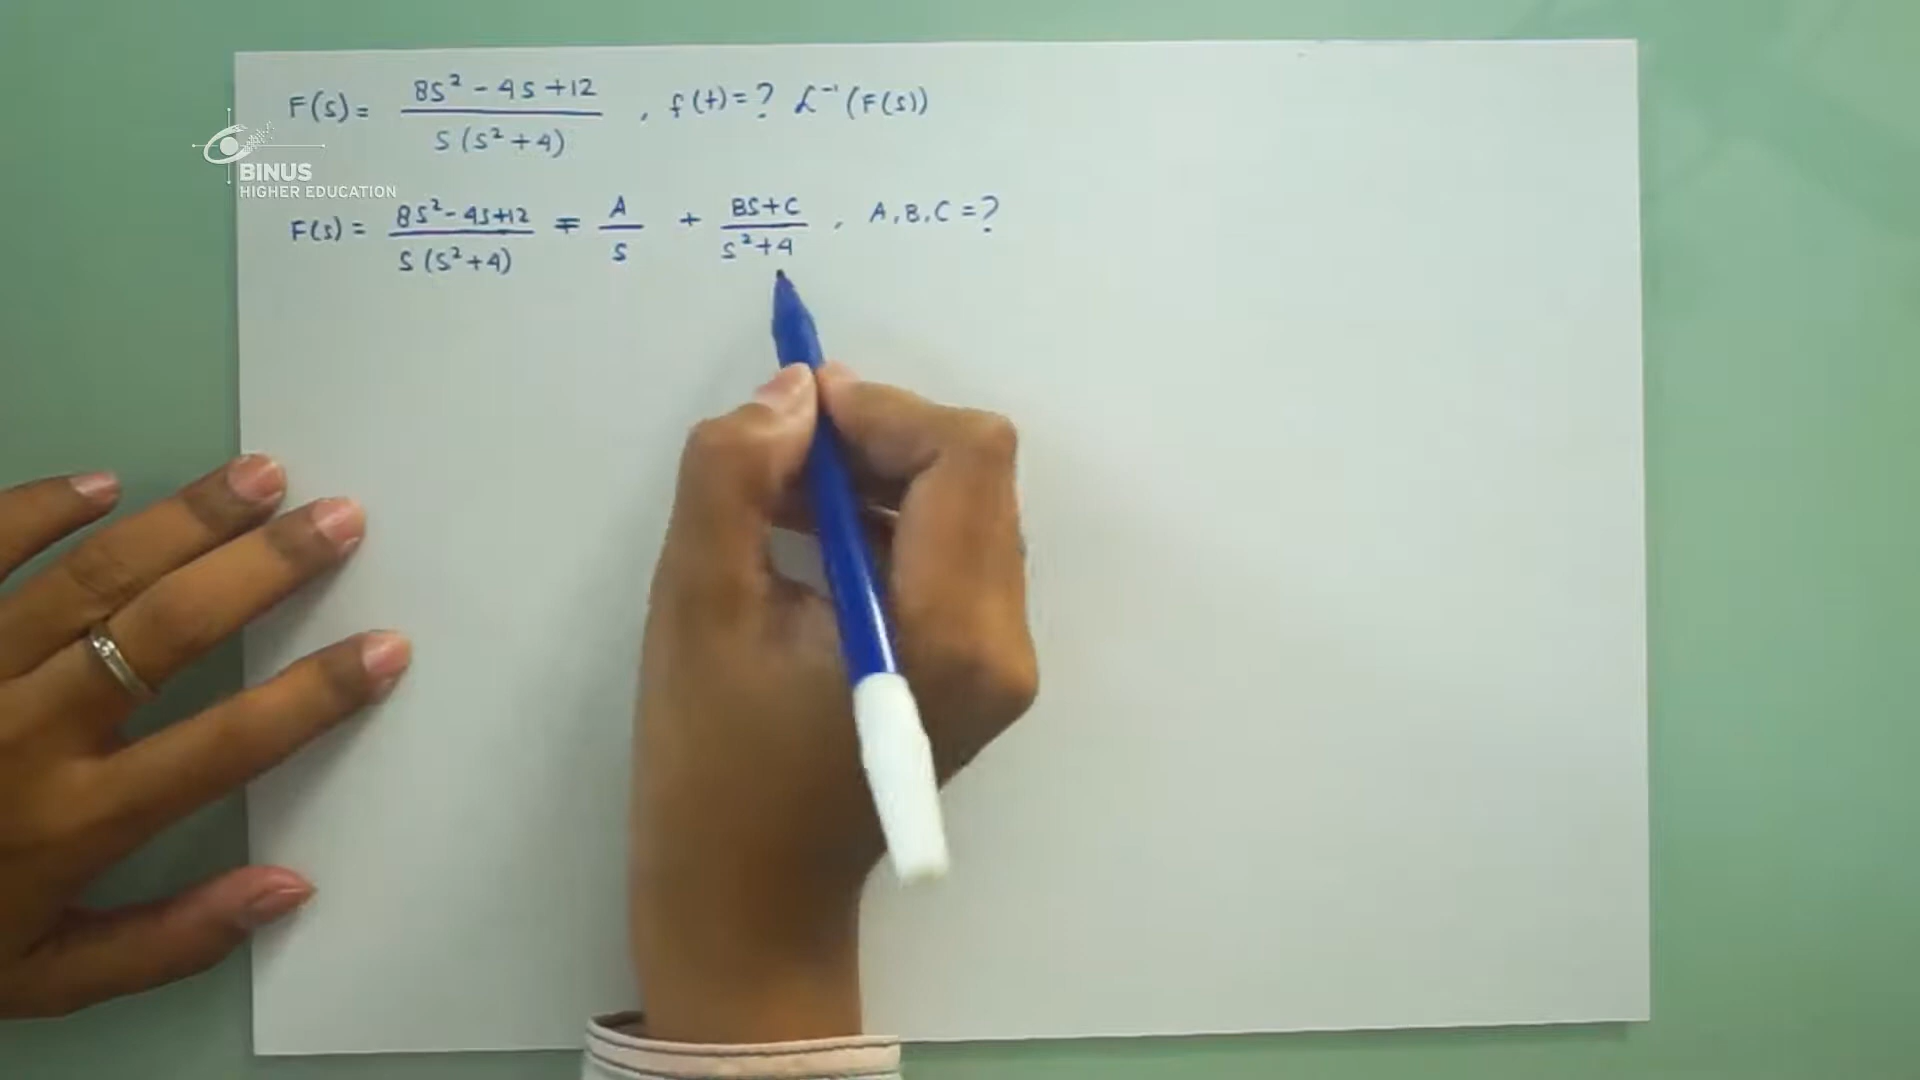 F(s) = 8s² - 4s + 12 / s(s² + 4) , f(t) = ? ℒ⁻¹(F(s))
BINUS
HIGHER EDUCATION
F(s) = 8s² - 4s + 12 / s(s² + 4) = A / s + Bs + C / s² + 4 , A, B, C = ?